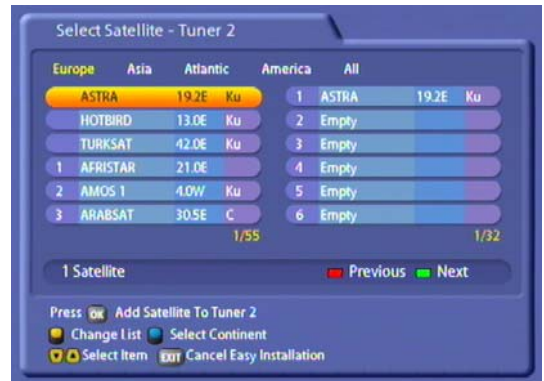 Select Satellite - Tuner 2
Europe Asia Atlantic America All
ASTRA 19.2E Ku 1 ASTRA 19.2E Ku
HOTBIRD 13.0E Ku 2 Empty
TURKSAT 42.0E Ku 3 Empty
1 AFRISTAR 21.0E 4 Empty
2 AMOS 1 4.0W Ku 5 Empty
3 ARABSAT 30.5E C 6 Empty
1/55 1/32
1 Satellite Previous Next
Press OK Add Satellite To Tuner 2
Change List Select Continent
Select Item EXIT Cancel Easy Installation